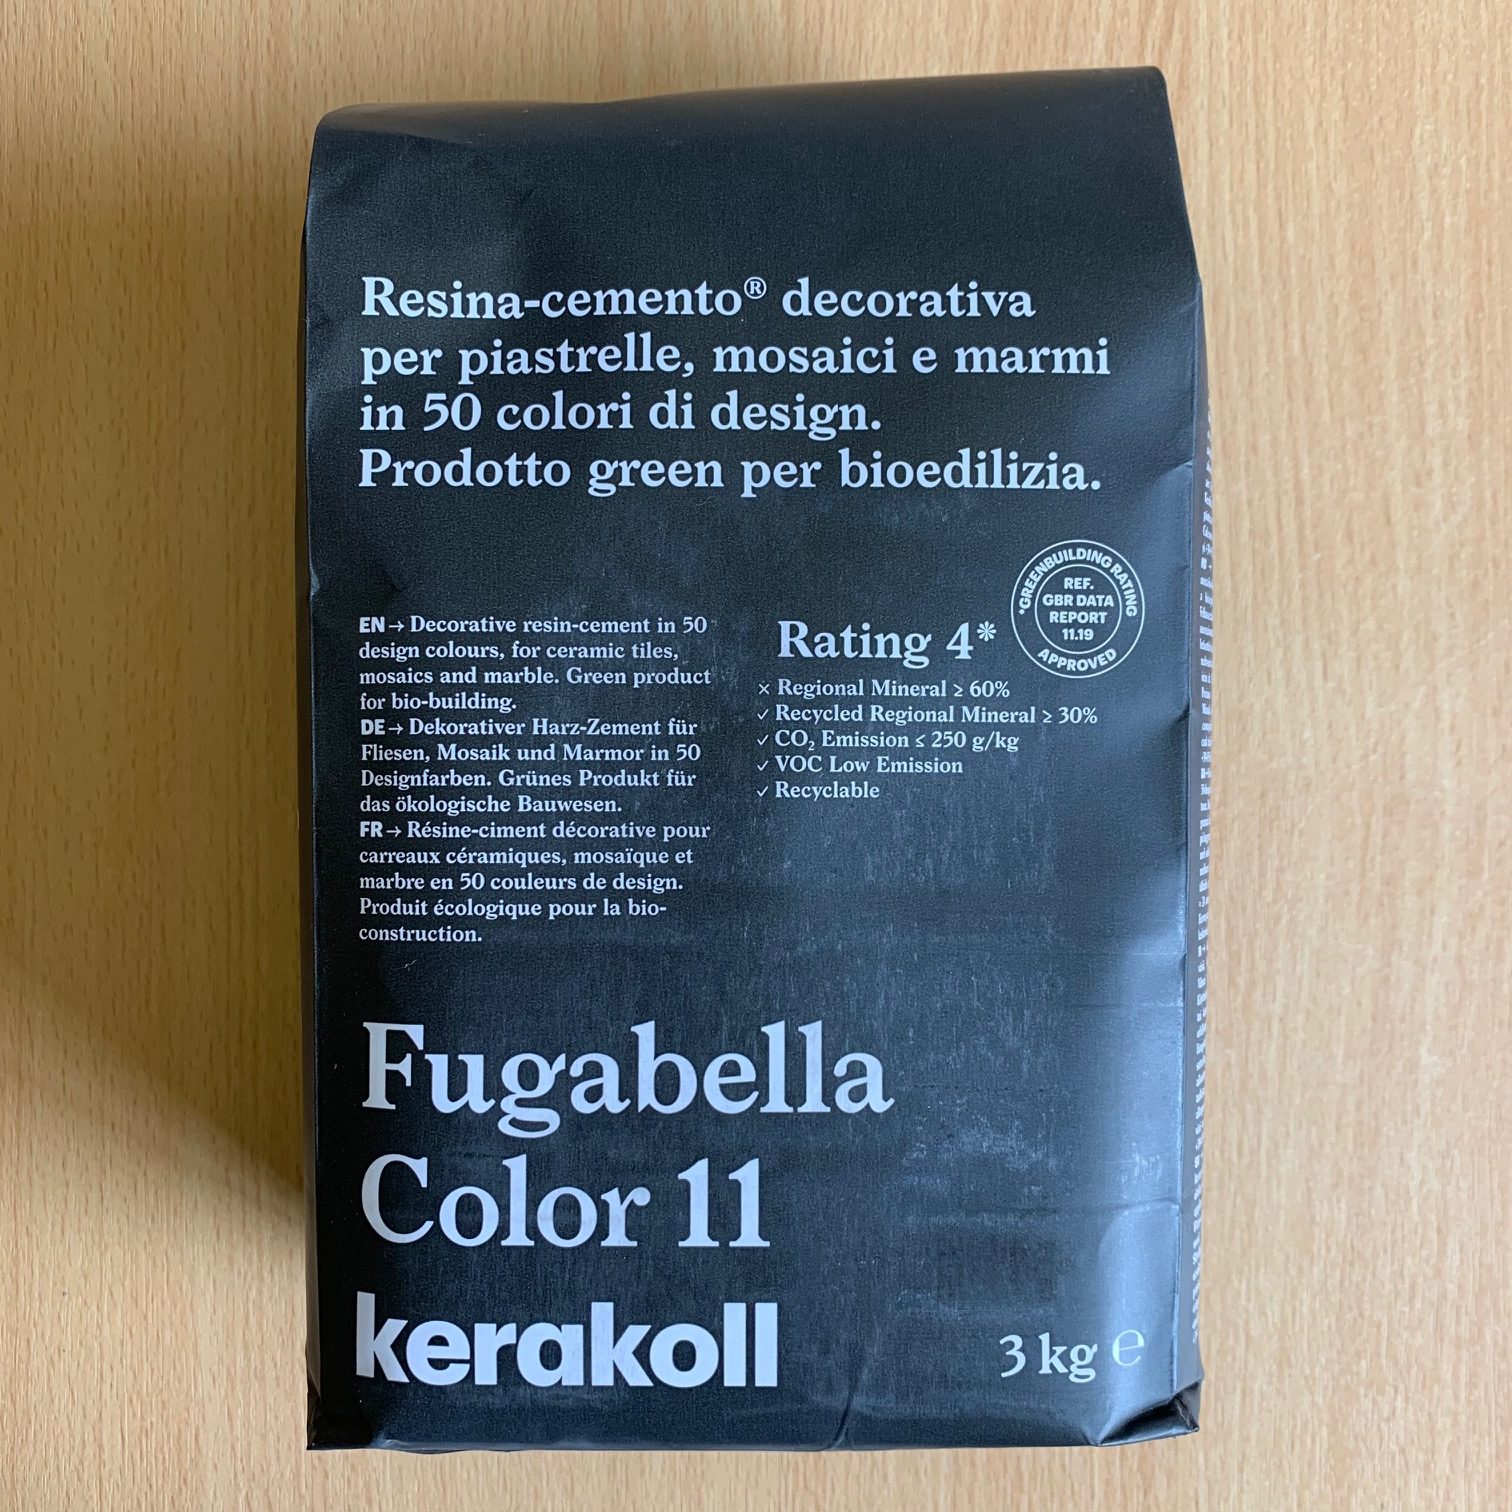 Resina-cemento® decorativa
per piastrelle, mosaici e marmi
in 50 colori di design.
Prodotto green per bioedilizia.
EN → Decorative resin-cement in 50
design colours, for ceramic tiles,
mosaics and marble. Green product
for bio-building.
DE → Dekorativer Harz-Zement für
Fliesen, Mosaik und Marmor in 50
Designfarben. Grünes Produkt für
das ökologische Bauwesen.
FR → Résine-ciment décorative pour
carreaux céramiques, mosaïque et
marbre en 50 couleurs de design.
Produit écologique pour la bio-
construction.
Rating 4*
× Regional Mineral ≥ 60%
✓ Recycled Regional Mineral ≥ 30%
✓ CO₂ Emission ≤ 250 g/kg
✓ VOC Low Emission
✓ Recyclable
*GREENBUILDING RATING
REF.
GBR DATA
REPORT
11.19
APPROVED
Fugabella
Color 11
kerakoll
3 kg ℮